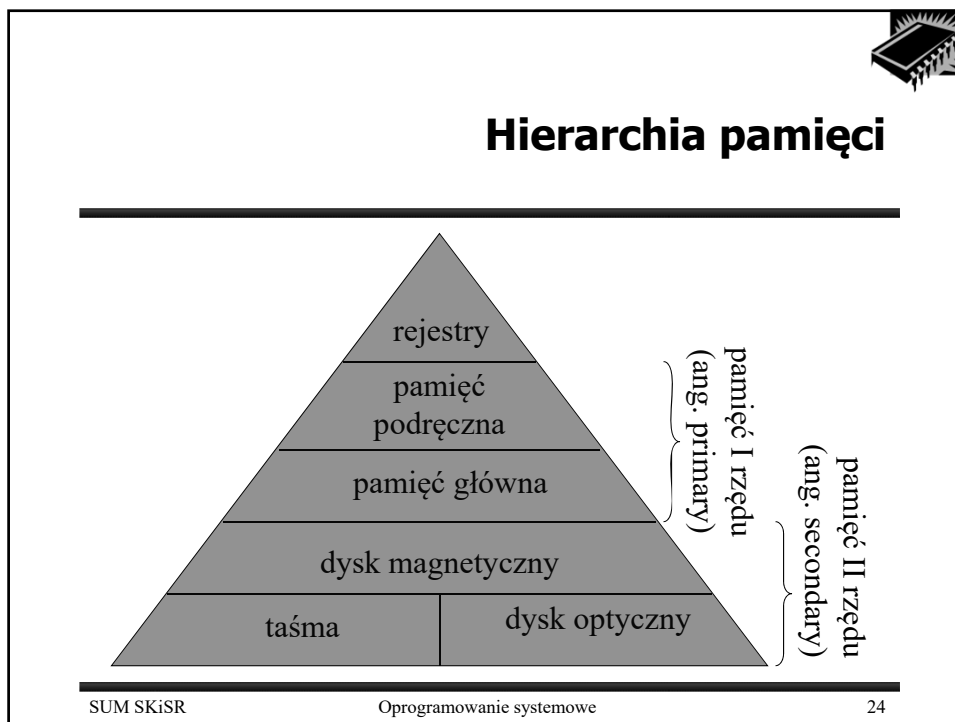 Hierarchia pamięci
rejestry
pamięć
podręczna
pamięć główna
dysk magnetyczny
taśma
dysk optyczny
pamięć I rzędu
(ang. primary)
pamięć II rzędu
(ang. secondary)
SUM SKiSR
Oprogramowanie systemowe
24